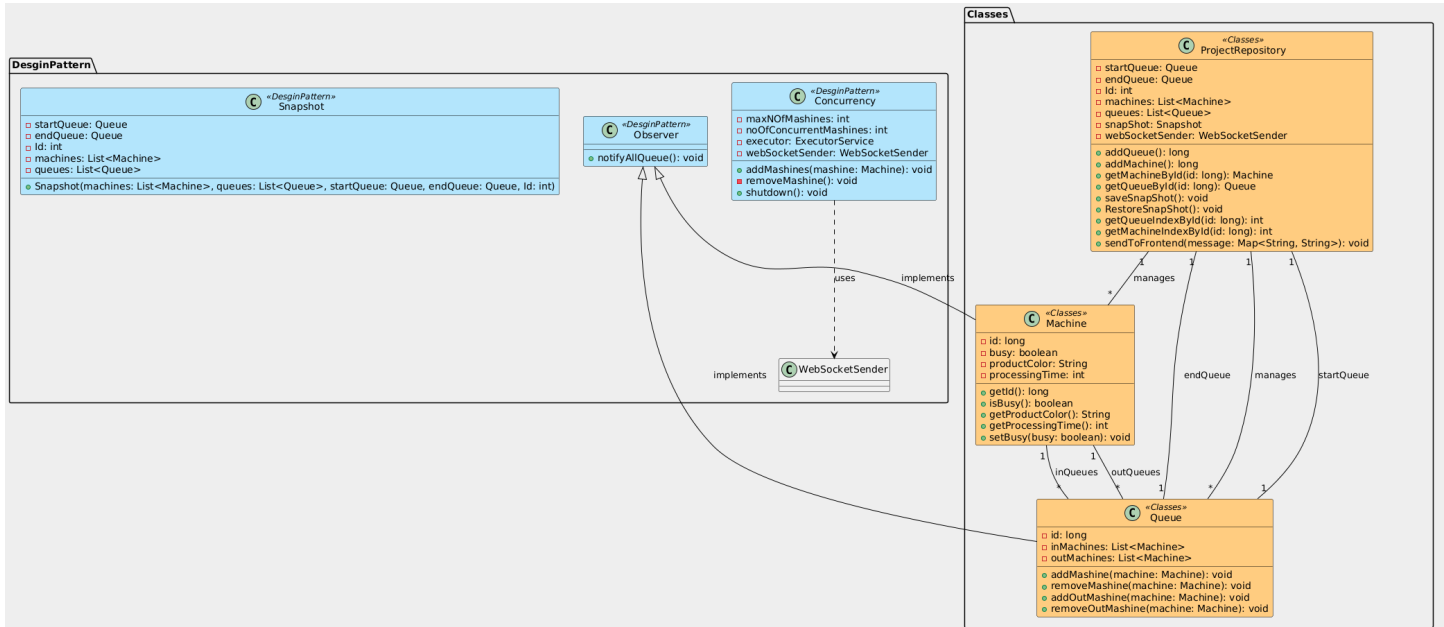 DesginPattern
C
«DesginPattern»
Snapshot
startQueue: Queue
endQueue: Queue
Id: int
machines: List<Machine>
queues: List<Queue>
Snapshot(machines: List<Machine>, queues: List<Queue>, startQueue: Queue, endQueue: Queue, Id: int)
C
«DesginPattern»
Observer
notifyAllQueue(): void
C
«DesginPattern»
Concurrency
maxNOfMashines: int
noOfConcurrentMashines: int
executor: ExecutorService
webSocketSender: WebSocketSender
addMashines(mashine: Machine): void
removeMashine(): void
shutdown(): void
uses
implements
implements
C
WebSocketSender
Classes
C
«Classes»
ProjectRepository
startQueue: Queue
endQueue: Queue
Id: int
machines: List<Machine>
queues: List<Queue>
snapShot: Snapshot
webSocketSender: WebSocketSender
addQueue(): long
addMachine(): long
getMachineById(id: long): Machine
getQueueById(id: long): Queue
saveSnapShot(): void
RestoreSnapShot(): void
getQueueIndexById(id: long): int
getMachineIndexById(id: long): int
sendToFrontend(message: Map<String, String>): void
1
1
1
1
manages
*
C
«Classes»
Machine
id: long
busy: boolean
productColor: String
processingTime: int
getId(): long
isBusy(): boolean
getProductColor(): String
getProcessingTime(): int
setBusy(busy: boolean): void
endQueue
manages
startQueue
1
1
inQueues
outQueues
*
*
1
*
1
C
«Classes»
Queue
id: long
inMachines: List<Machine>
outMachines: List<Machine>
addMashine(machine: Machine): void
removeMashine(machine: Machine): void
addOutMashine(machine: Machine): void
removeOutMashine(machine: Machine): void